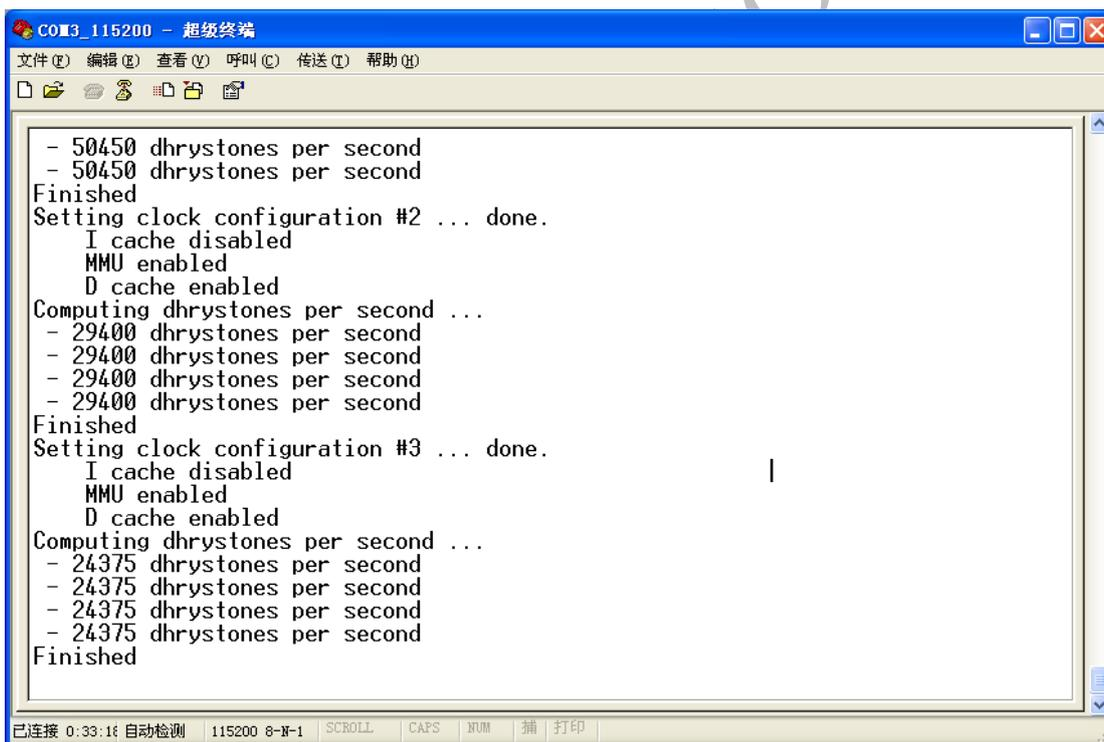 COM3_115200 - 超级终端
文件(F) 编辑(E) 查看(V) 呼叫(C) 传送(T) 帮助(H)
- 50450 dhrystones per second
- 50450 dhrystones per second
Finished
Setting clock configuration #2 ... done.
I cache disabled
MMU enabled
D cache enabled
Computing dhrystones per second ...
- 29400 dhrystones per second
- 29400 dhrystones per second
- 29400 dhrystones per second
- 29400 dhrystones per second
Finished
Setting clock configuration #3 ... done.
I cache disabled
MMU enabled
D cache enabled
Computing dhrystones per second ...
- 24375 dhrystones per second
- 24375 dhrystones per second
- 24375 dhrystones per second
- 24375 dhrystones per second
Finished
已连接 0:33:18 自动检测 115200 8-N-1 SCROLL CAPS NUM 捕 打印